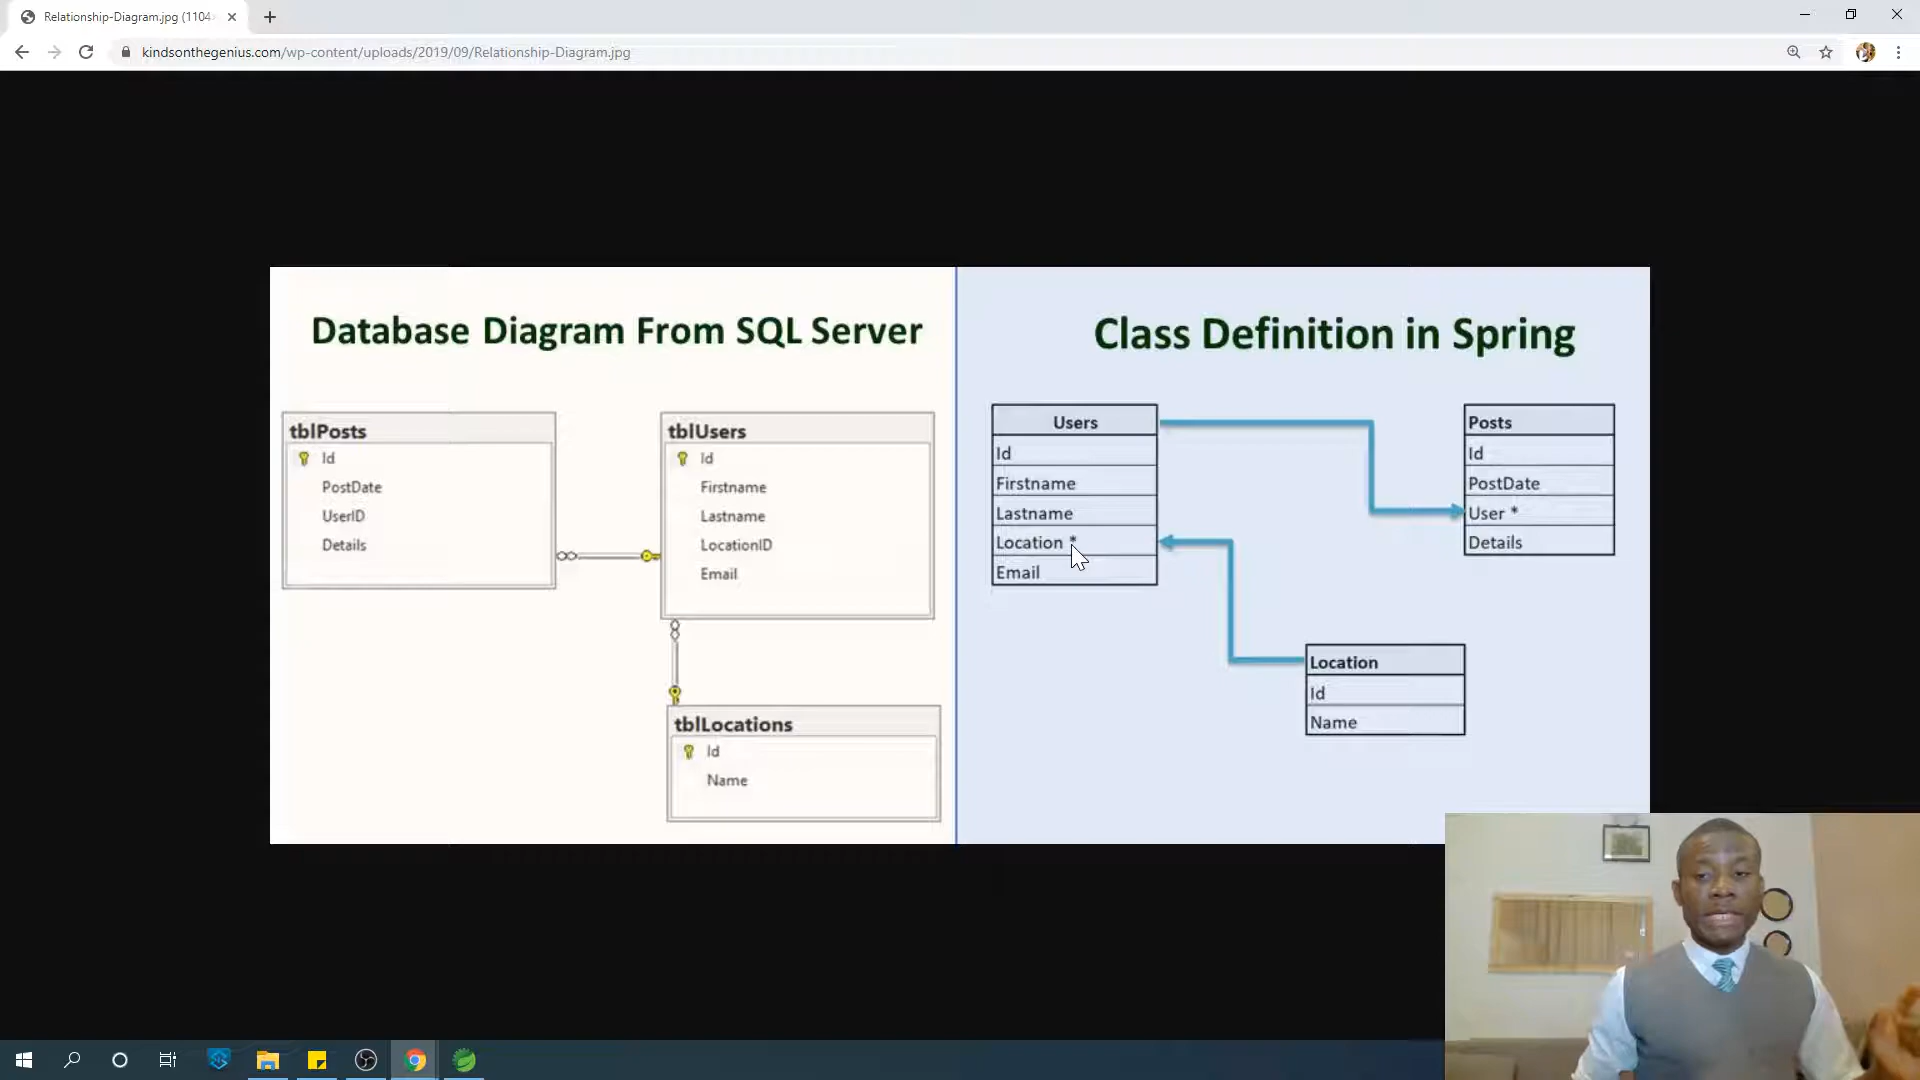 Relationship-Diagram.jpg (1104
kindsonthegenius.com/wp-content/uploads/2019/09/Relationship-Diagram.jpg
Database Diagram From SQL Server
tblPosts
Id
PostDate
UserID
Details
tblUsers
Id
Firstname
Lastname
LocationID
Email
tblLocations
Id
Name
Class Definition in Spring
Users
Id
Firstname
Lastname
Location *
Email
Posts
Id
PostDate
User *
Details
Location
Id
Name